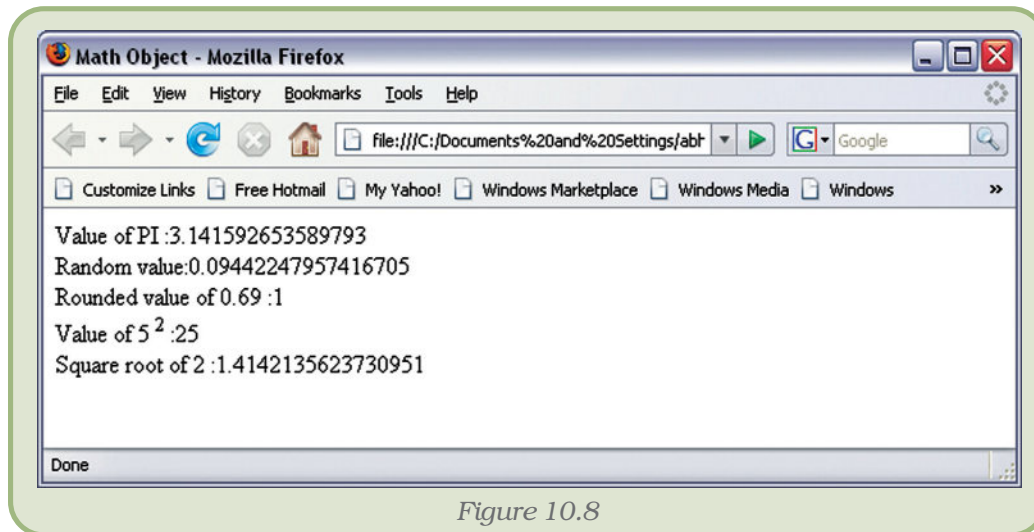 Math Object - Mozilla Firefox
File Edit View History Bookmarks Tools Help
file:///C:/Documents%20and%20Settings/abh G Google
Customize Links Free Hotmail My Yahoo! Windows Marketplace Windows Media Windows »
Value of PI :3.141592653589793
Random value:0.09442247957416705
Rounded value of 0.69 :1
Value of 5 2 :25
Square root of 2 :1.4142135623730951
Done
Figure 10.8